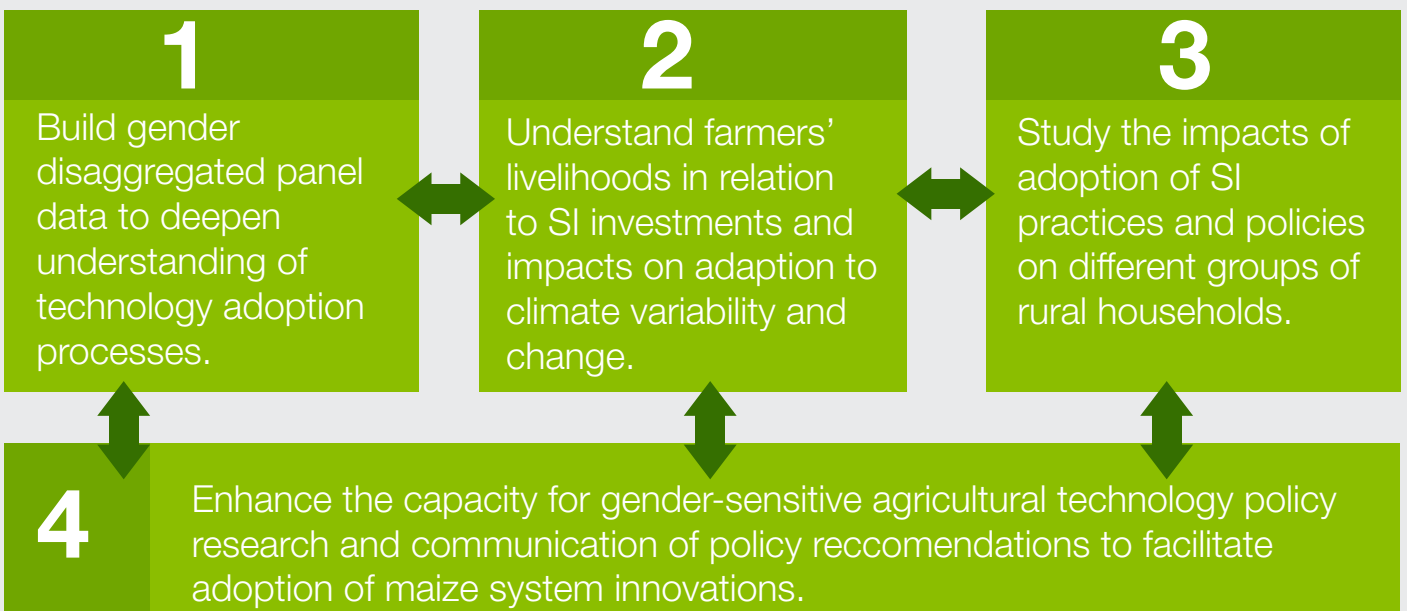 1
Build gender
disaggregated panel
data to deepen
understanding of
technology adoption
processes.
2
Understand farmers’
livelihoods in relation
to SI investments and
impacts on adaption to
climate variability and
change.
3
Study the impacts of
adoption of SI
practices and policies
on different groups of
rural households.
4
Enhance the capacity for gender-sensitive agricultural technology policy
research and communication of policy reccomendations to facilitate
adoption of maize system innovations.